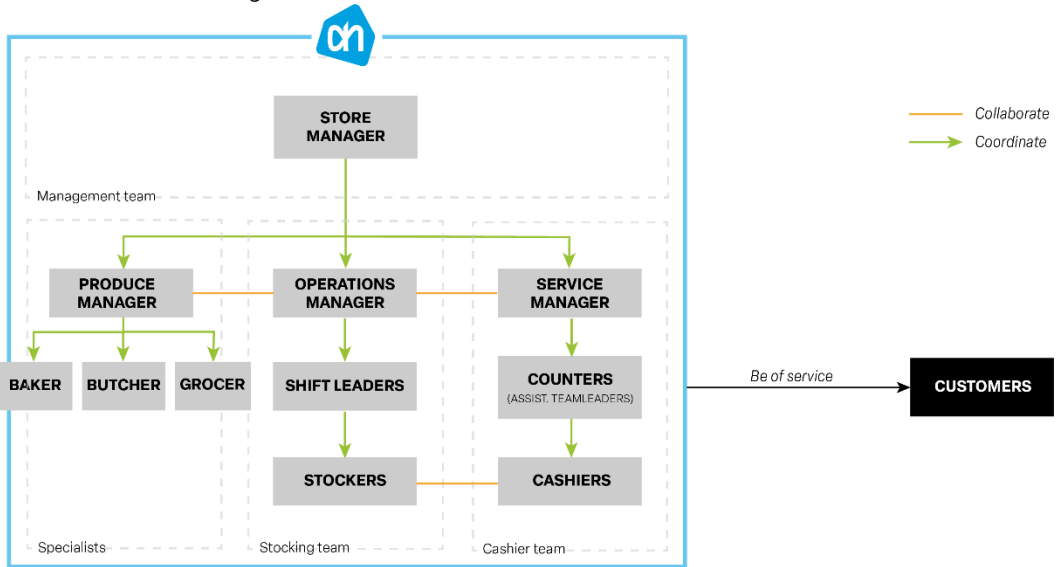 ah
STORE
MANAGER
Collaborate
Coordinate
Management team
PRODUCE
MANAGER
OPERATIONS
MANAGER
SERVICE
MANAGER
BAKER
BUTCHER
GROCER
SHIFT LEADERS
COUNTERS
(ASSIST. TEAMLEADERS)
Be of service
CUSTOMERS
STOCKERS
CASHIERS
Specialists
Stocking team
Cashier team